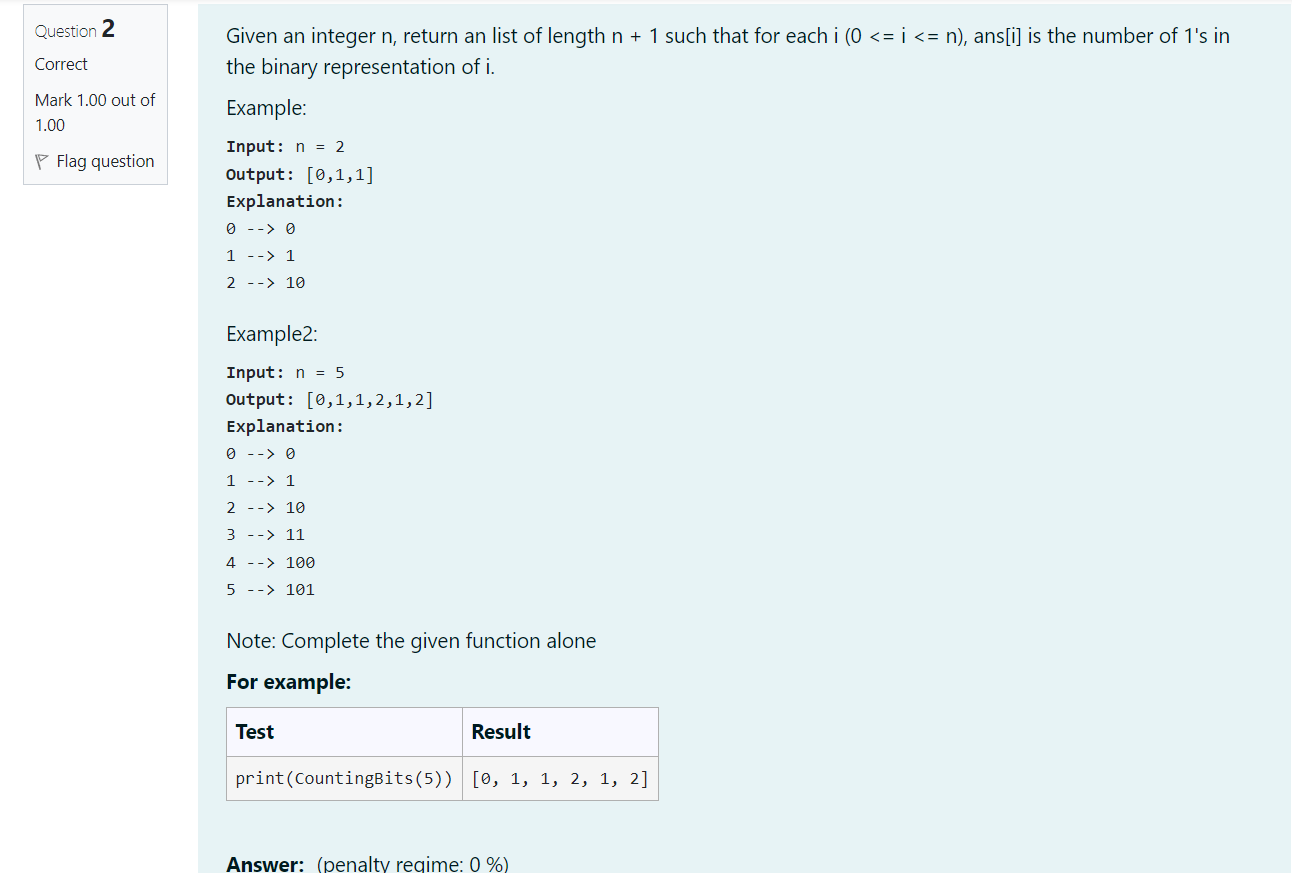 Question 2
Correct
Mark 1.00 out of
1.00
Flag question
Given an integer n, return an list of length n + 1 such that for each i (0 <= i <= n), ans[i] is the number of 1's in
the binary representation of i.
Example:
Input: n = 2
Output: [0,1,1]
Explanation:
0 --> 0
1 --> 1
2 --> 10
Example2:
Input: n = 5
Output: [0,1,1,2,1,2]
Explanation:
0 --> 0
1 --> 1
2 --> 10
3 --> 11
4 --> 100
5 --> 101
Note: Complete the given function alone
For example:
Test Result
print(CountingBits(5)) [0, 1, 1, 2, 1, 2]
Answer: (penalty regime: 0 %)